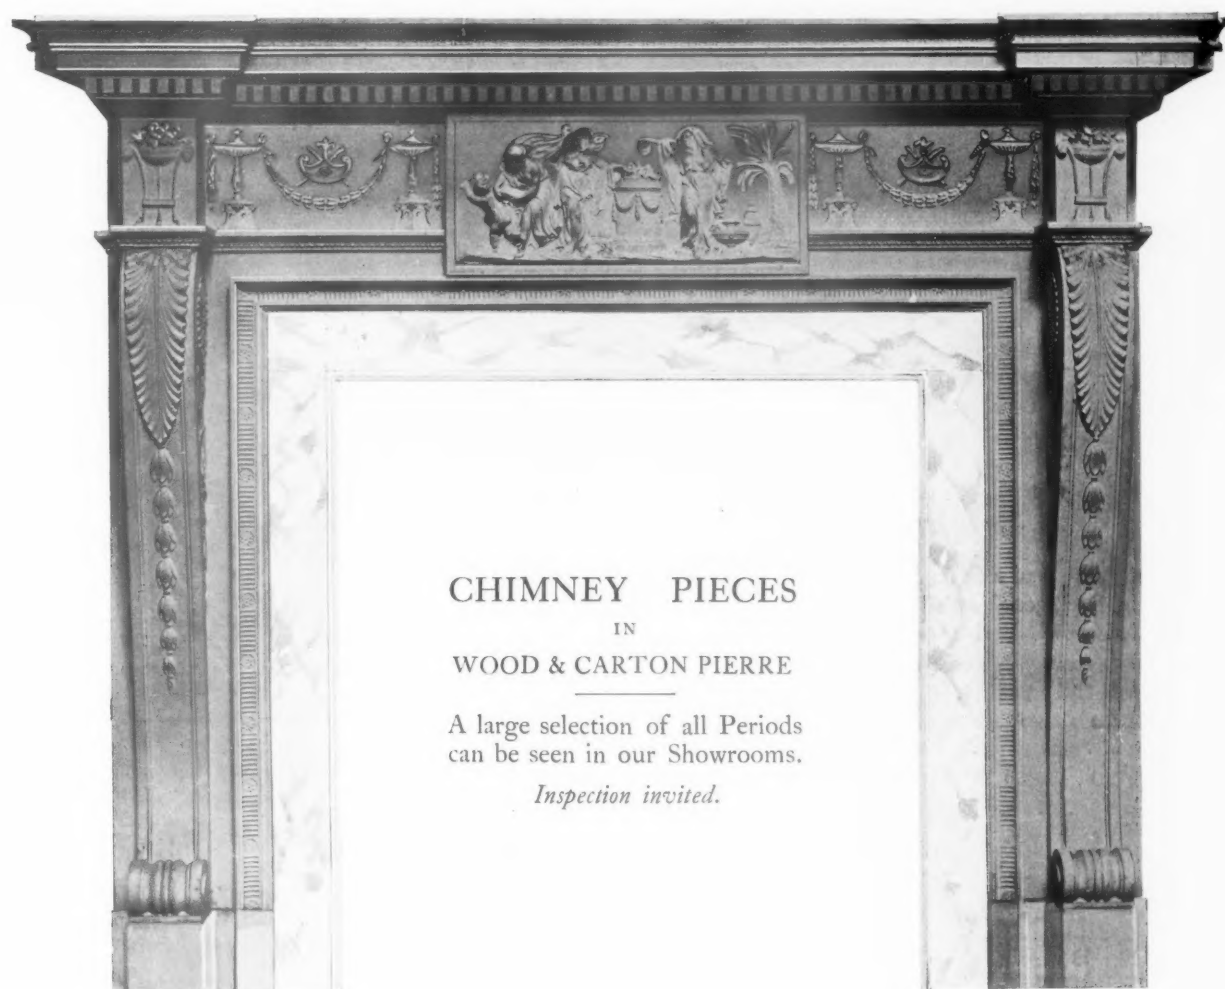 CHIMNEY PIECES
IN
WOOD & CARTON PIERRE
A large selection of all Periods
can be seen in our Showrooms.
Inspection invited.